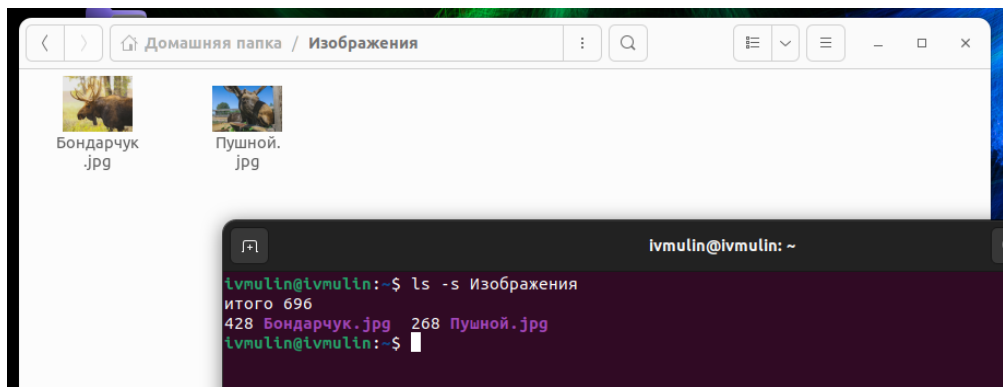 Домашняя папка / Изображения
Бондарчук
.jpg
Пушной.
jpg
ivmulin@ivmulin: ~
ivmulin@ivmulin:~$ ls -s Изображения
итого 696
428 Бондарчук.jpg  268 Пушной.jpg
ivmulin@ivmulin:~$